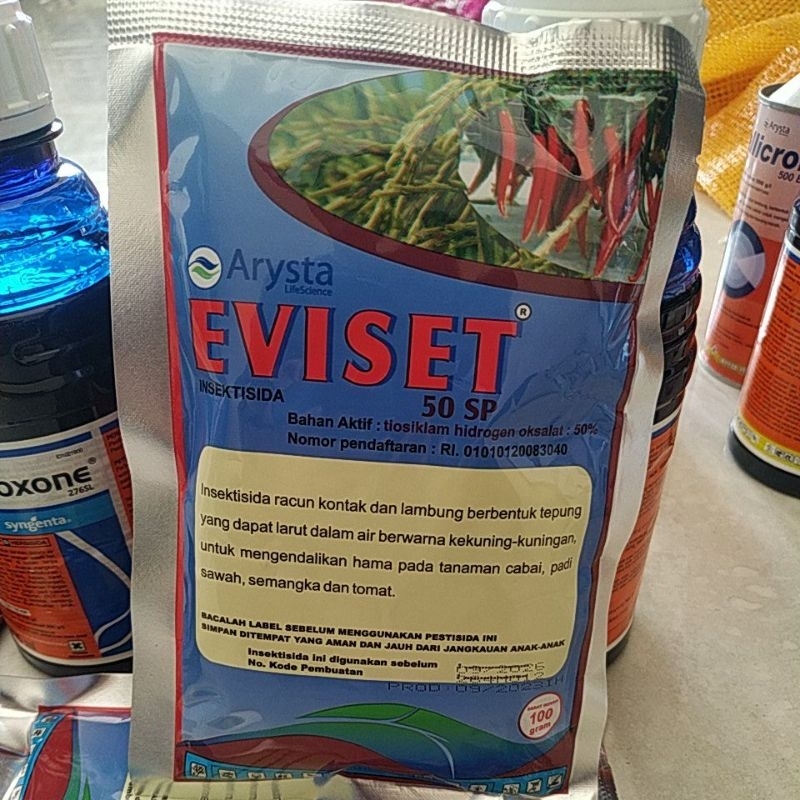 Arysta
LifeScience
EVISET®
INSEKTISIDA
50 SP
Bahan Aktif : tiosiklam hidrogen oksalat : 50%
Nomor pendaftaran : RI. 01010120083040
Insektisida racun kontak dan lambung berbentuk tepung
yang dapat larut dalam air berwarna kekuning-kuningan,
untuk mengendalikan hama pada tanaman cabai, padi
sawah, semangka dan tomat.
BACALAH LABEL SEBELUM MENGGUNAKAN PESTISIDA INI
SIMPAN DITEMPAT YANG AMAN DAN JAUH DARI JANGKAUAN ANAK-ANAK
Insektisida ini digunakan sebelum
No. Kode Pembuatan
PROD
100
gram
oxone®
276SL
syngenta
Arysta
500